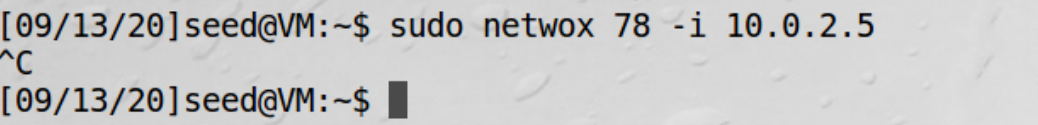 [09/13/20]seed@VM:~$ sudo netwox 78 -i 10.0.2.5
^C
[09/13/20]seed@VM:~$